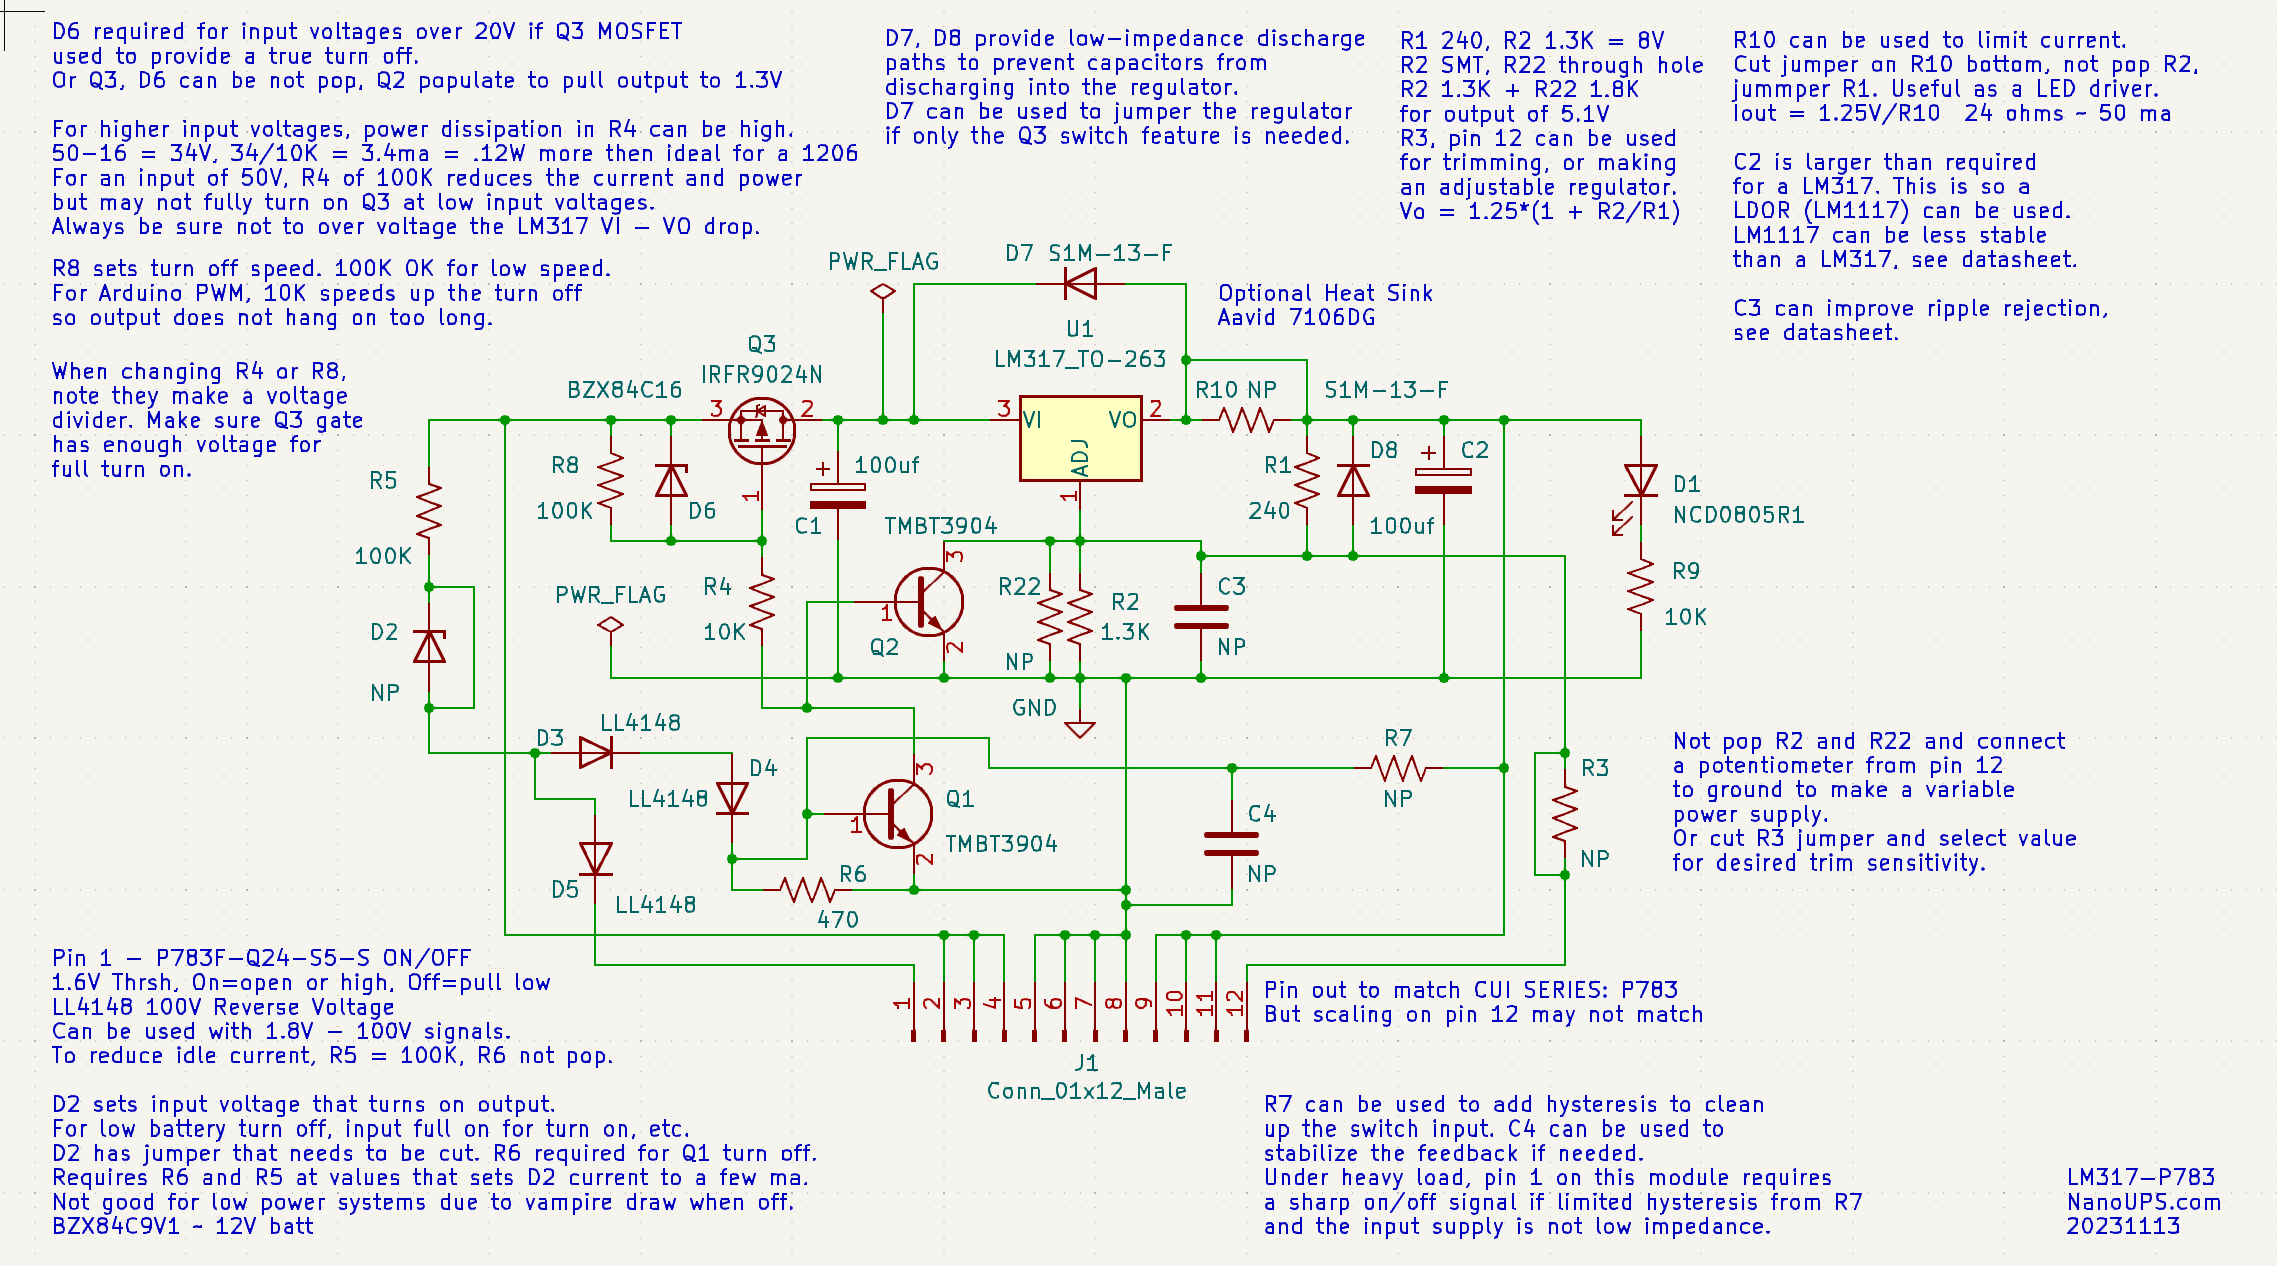 D6 required for input voltages over 20V if Q3 MOSFET
used to provide a true turn off.
Or Q3, D6 can be not pop, Q2 populate to pull output to 1.3V
For higher input voltages, power dissipation in R4 can be high.
50-16 = 34V, 34/10K = 3.4ma = .12W more then ideal for a 1206
For an input of 50V, R4 of 100K reduces the current and power
but may not fully turn on Q3 at low input voltages.
Always be sure not to over voltage the LM317 VI - VO drop.
R8 sets turn off speed. 100K OK for low speed.
For Arduino PWM, 10K speeds up the turn off
so output does not hang on too long.
When changing R4 or R8,
note they make a voltage
divider. Make sure Q3 gate
has enough voltage for
full turn on.
D7, D8 provide low-impedance discharge
paths to prevent capacitors from
discharging into the regulator.
D7 can be used to jumper the regulator
if only the Q3 switch feature is needed.
R1 240, R2 1.3K = 8V
R2 SMT, R22 through hole
R2 1.3K + R22 1.8K
for output of 5.1V
R3, pin 12 can be used
for trimming, or making
an adjustable regulator.
Vo = 1.25*(1 + R2/R1)
R10 can be used to limit current.
Cut jumper on R10 bottom, not pop R2,
jummper R1. Useful as a LED driver.
Iout = 1.25V/R10  24 ohms ~ 50 ma
C2 is larger than required
for a LM317. This is so a
LDOR (LM1117) can be used.
LM1117 can be less stable
than a LM317, see datasheet.
C3 can improve ripple rejection,
see datasheet.
PWR_FLAG
D7 S1M-13-F
Optional Heat Sink
Aavid 7106DG
U1
LM317_TO-263
Q3
IRFR9024N
BZX84C16
3
2
3
VI
VO
2
ADJ
1
R10 NP
S1M-13-F
R5
100K
R8
100K
D6
1
100uf
C1
TMBT3904
R1
240
D8
100uf
C2
D1
NCD0805R1
R9
10K
PWR_FLAG
R4
10K
3
1
2
Q2
R22
NP
R2
1.3K
C3
NP
D2
NP
GND
D3
LL4148
D4
LL4148
D5
LL4148
3
1
2
Q1
TMBT3904
R6
470
R7
NP
C4
NP
R3
NP
Not pop R2 and R22 and connect
a potentiometer from pin 12
to ground to make a variable
power supply.
Or cut R3 jumper and select value
for desired trim sensitivity.
Pin 1 - P783F-Q24-S5-S ON/OFF
1.6V Thrsh, On=open or high, Off=pull low
LL4148 100V Reverse Voltage
Can be used with 1.8V - 100V signals.
To reduce idle current, R5 = 100K, R6 not pop.
1 2 3 4 5 6 7 8 9 10 11 12
J1
Conn_01x12_Male
Pin out to match CUI SERIES: P783
But scaling on pin 12 may not match
D2 sets input voltage that turns on output.
For low battery turn off, input full on for turn on, etc.
D2 has jumper that needs to be cut. R6 required for Q1 turn off.
Requires R6 and R5 at values that sets D2 current to a few ma.
Not good for low power systems due to vampire draw when off.
BZX84C9V1 ~ 12V batt
R7 can be used to add hysteresis to clean
up the switch input. C4 can be used to
stabilize the feedback if needed.
Under heavy load, pin 1 on this module requires
a sharp on/off signal if limited hysteresis from R7
and the input supply is not low impedance.
LM317-P783
NanoUPS.com
20231113